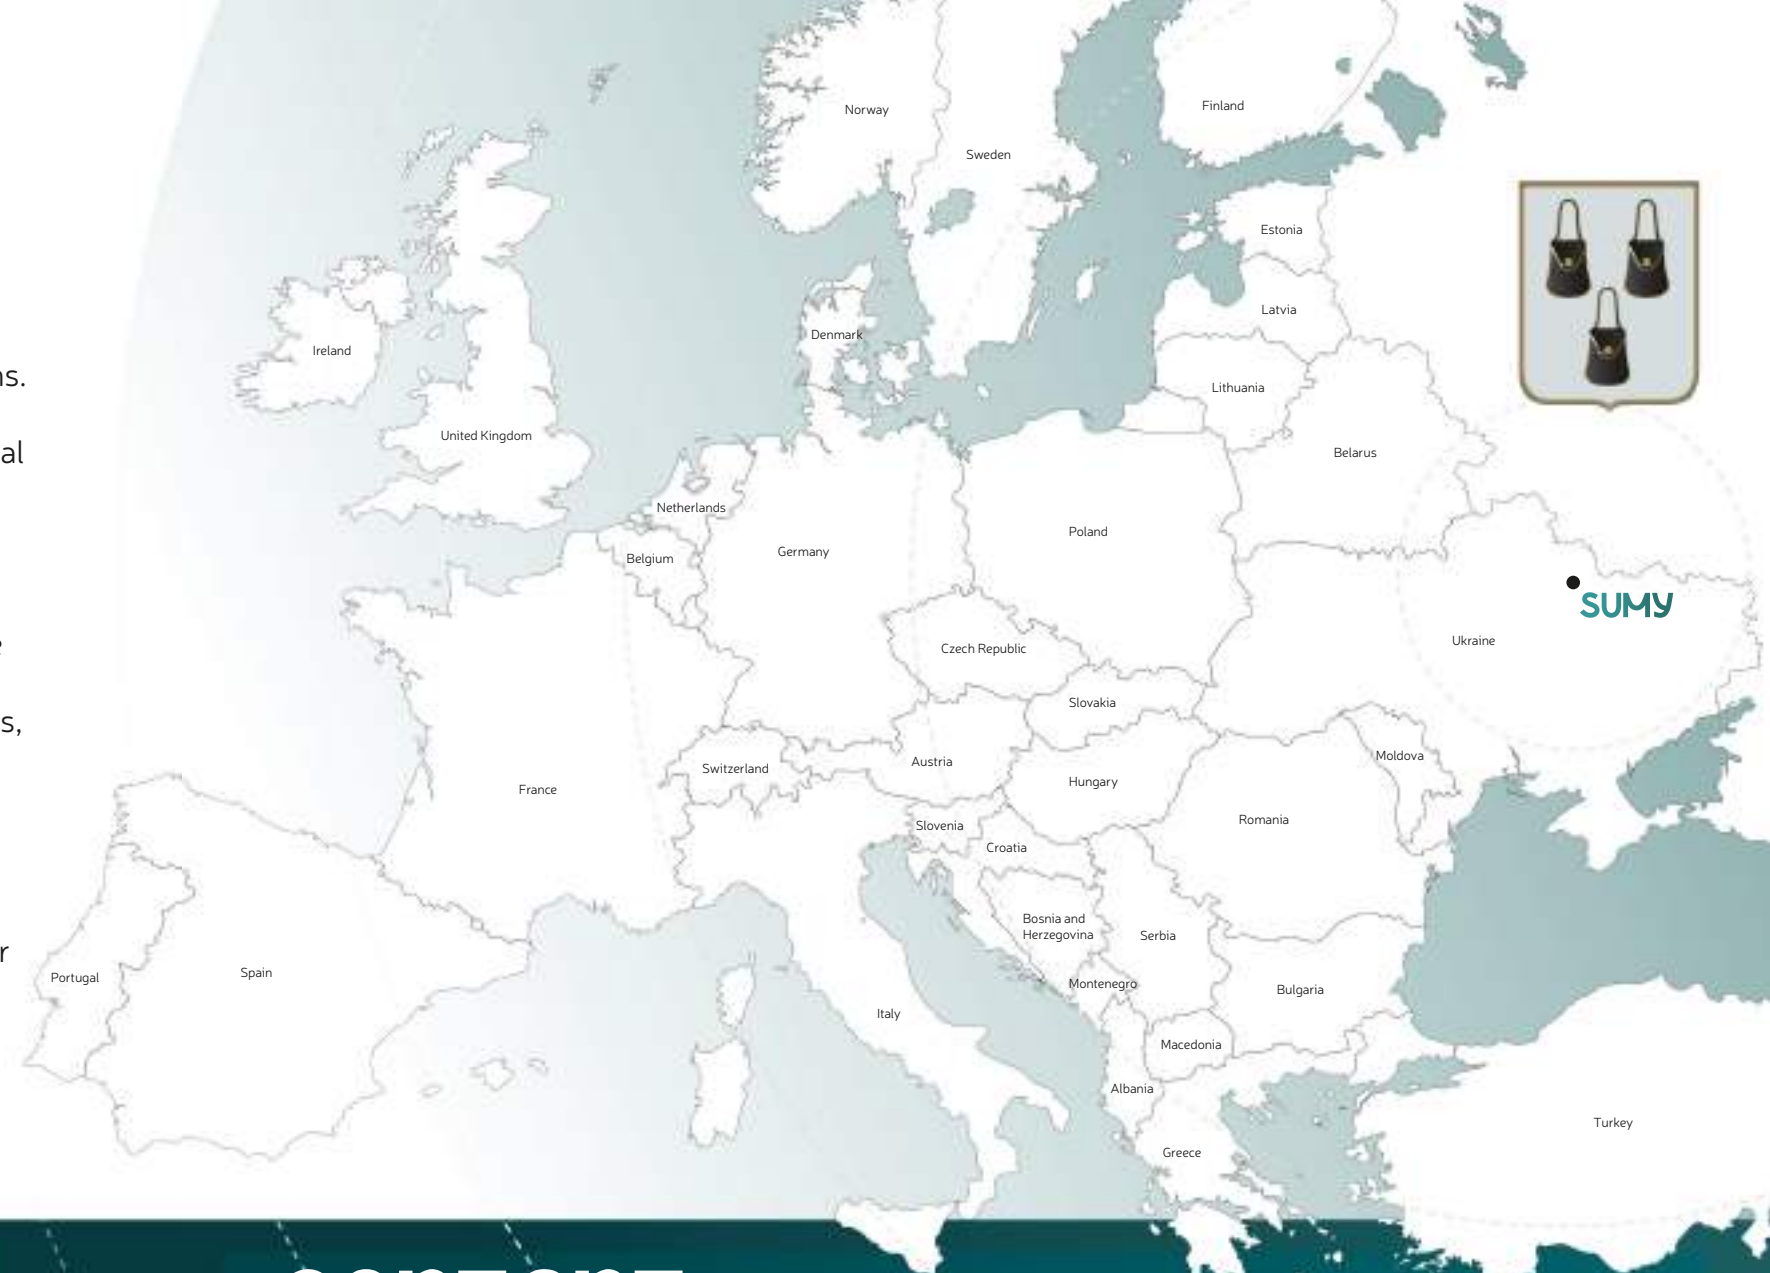 ns.
al
s,
r
Norway
Finland
Sweden
Estonia
Latvia
Denmark
Ireland
Lithuania
United Kingdom
Belarus
Netherlands
Poland
Germany
Belgium
SUMY
Ukraine
Czech Republic
Slovakia
Moldova
Austria
Switzerland
Hungary
France
Romania
Slovenia
Croatia
Bosnia and
Herzegovina
Serbia
Spain
Portugal
Montenegro
Bulgaria
Italy
Macedonia
Albania
Turkey
Greece